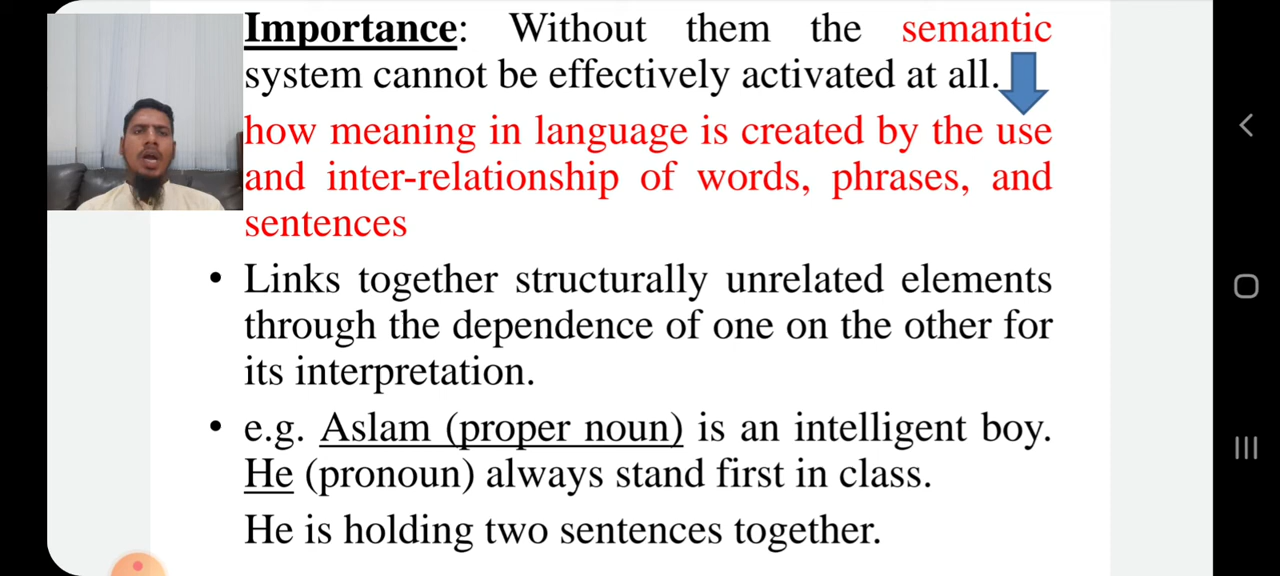 Importance: Without them the semantic
system cannot be effectively activated at all.
how meaning in language is created by the use
and inter-relationship of words, phrases, and
sentences
• Links together structurally unrelated elements
through the dependence of one on the other for
its interpretation.
• e.g. Aslam (proper noun) is an intelligent boy.
He (pronoun) always stand first in class.
He is holding two sentences together.